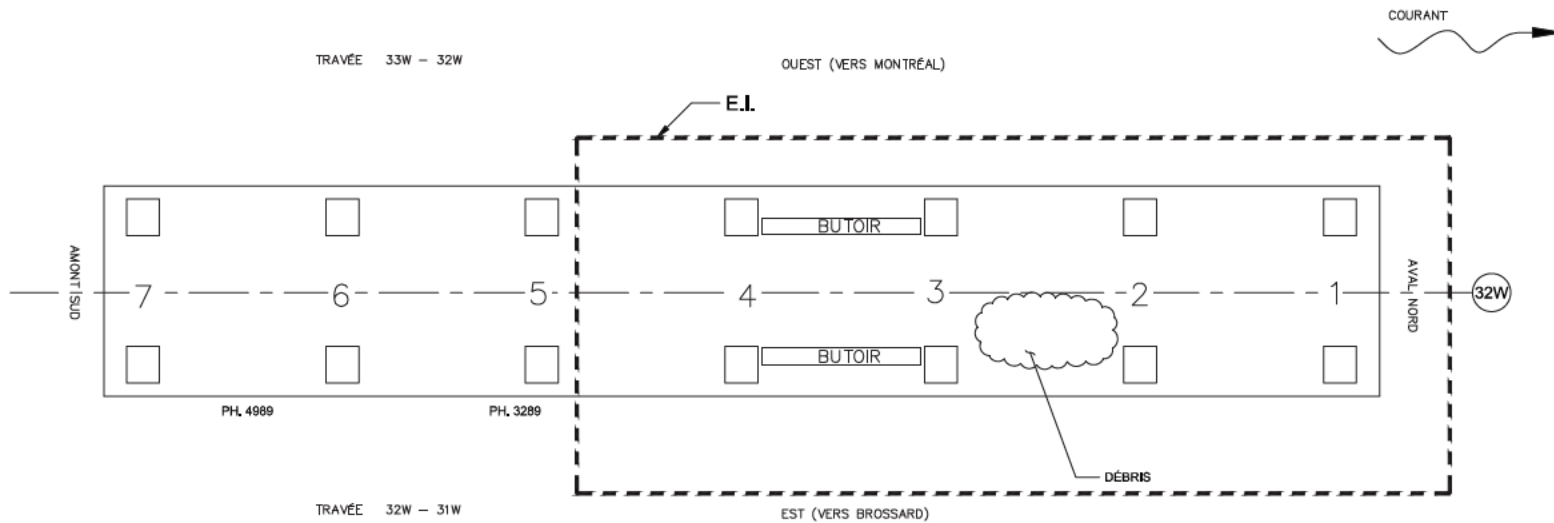 COURANT
TRAVÉE 33W - 32W
OUEST (VERS MONTRÉAL)
E.I.
BUTOIR
AMONT SUD
7
6
5
4
3
2
1
AVAL NORD
32W
BUTOIR
PH. 4989
PH. 3289
DÉBRIS
TRAVÉE 32W - 31W
EST (VERS BROSSARD)